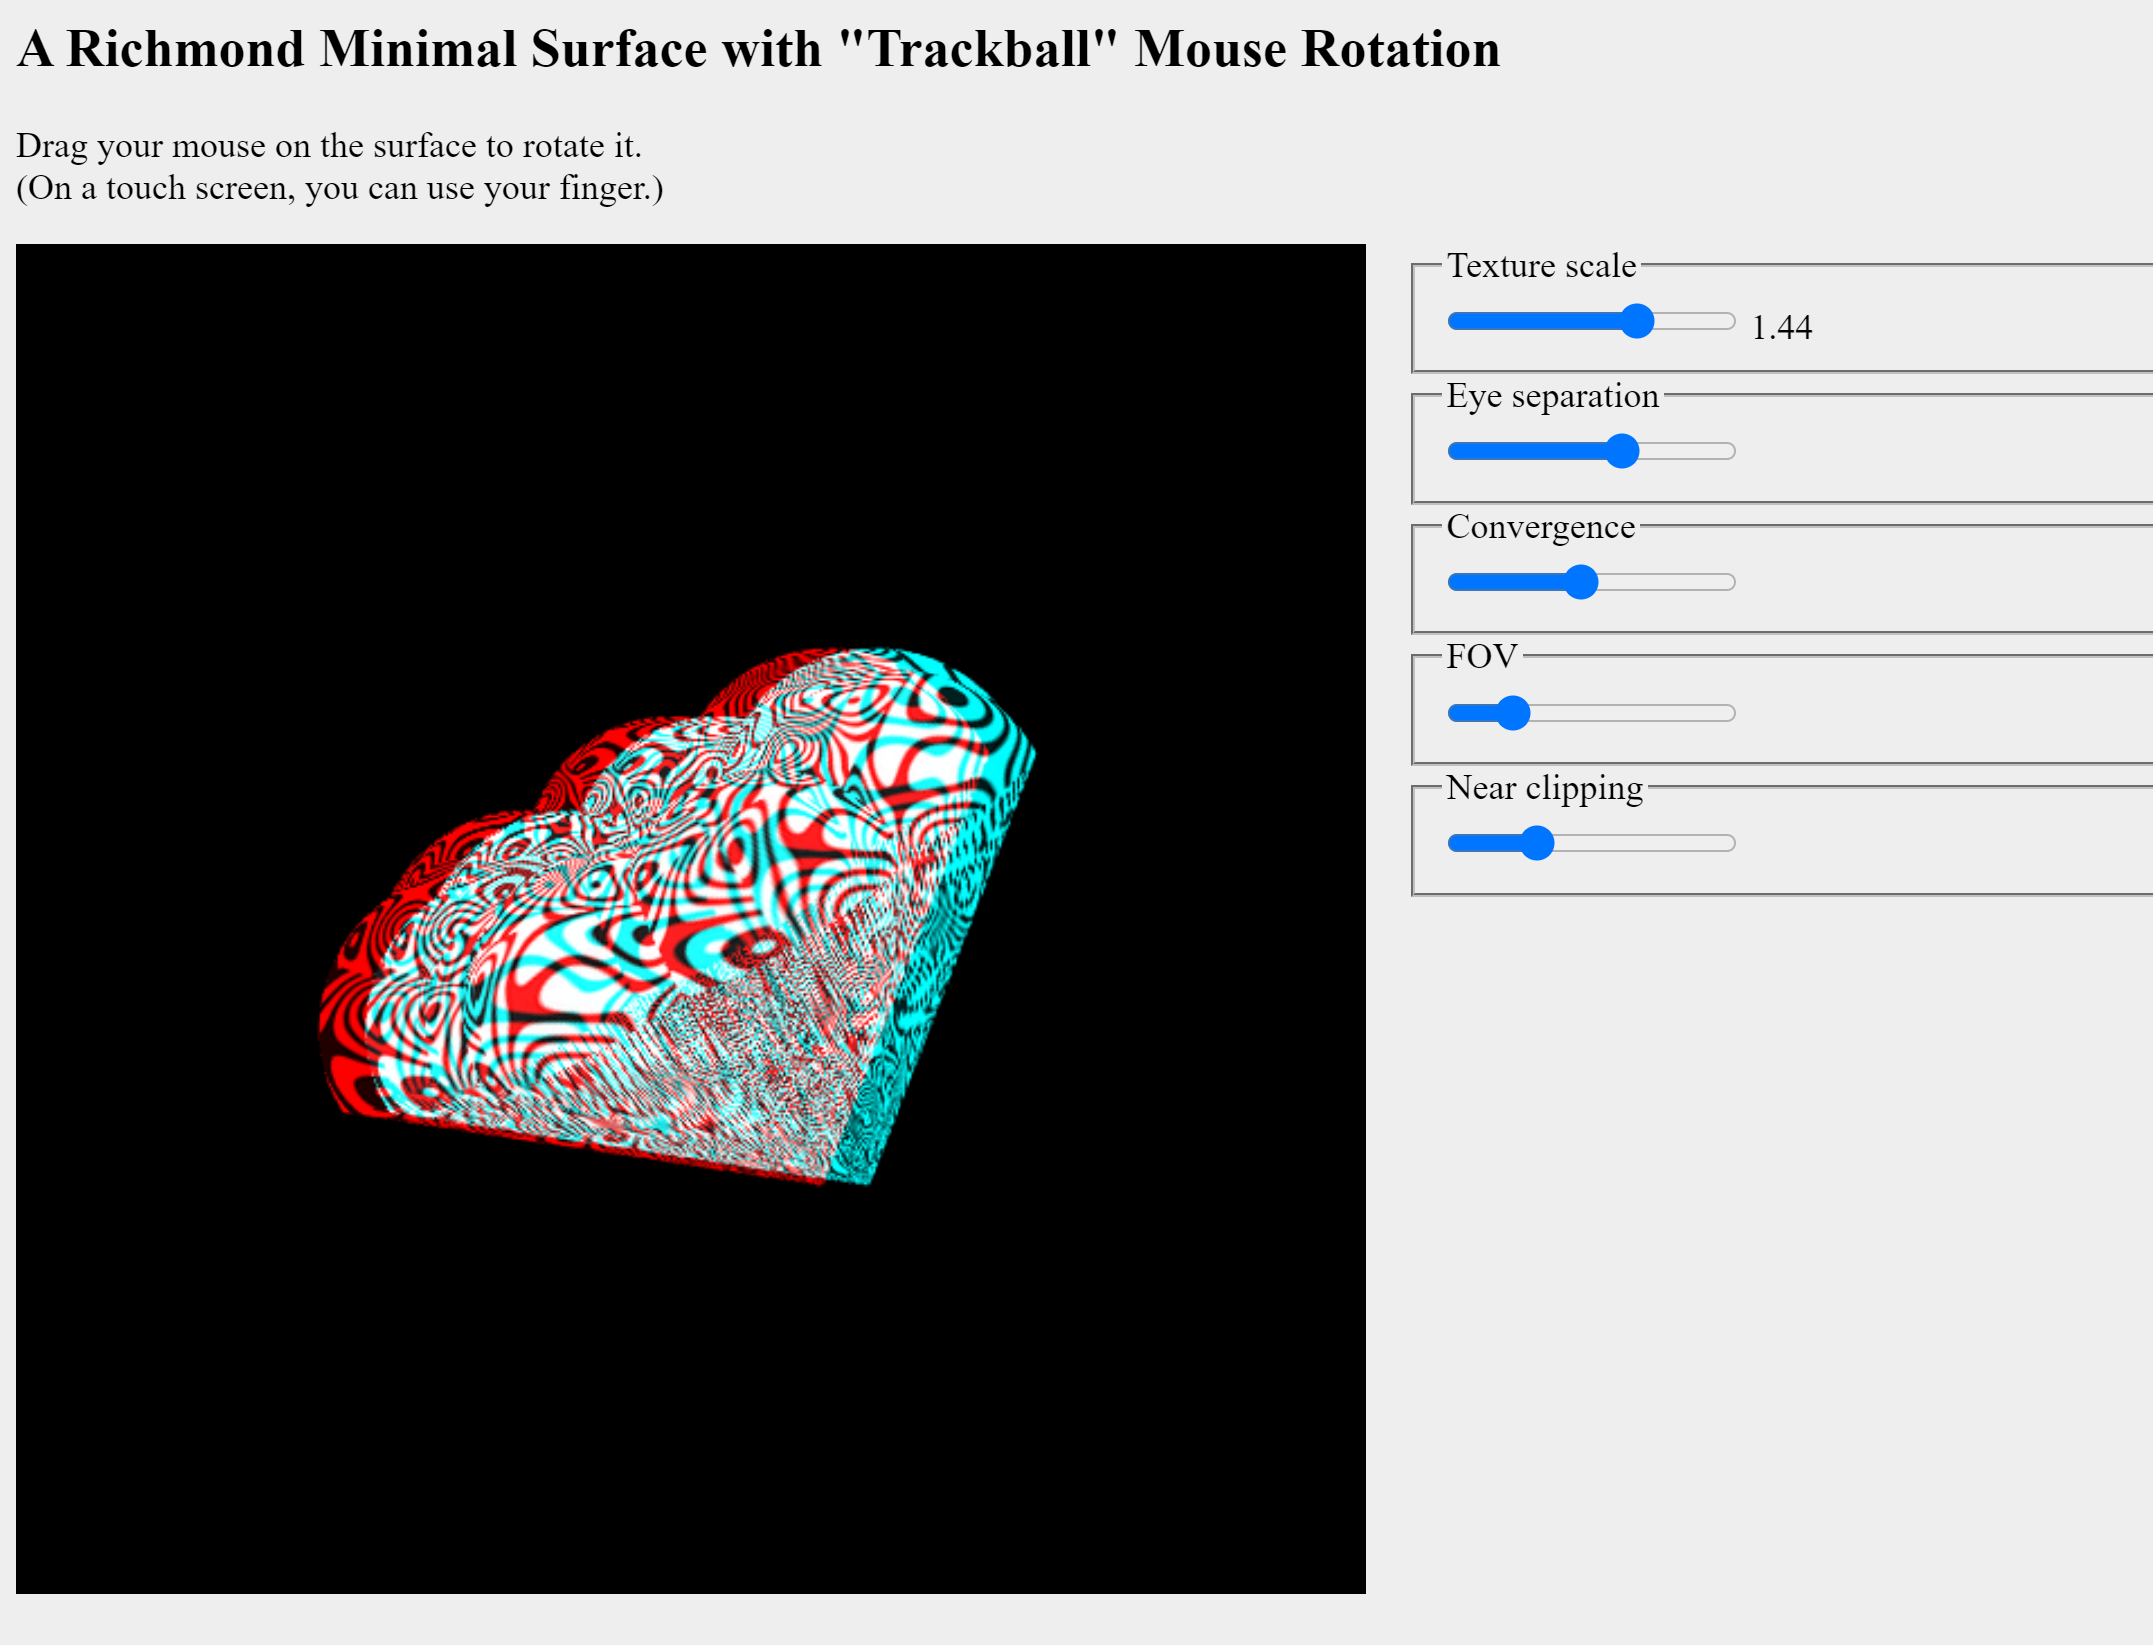 A Richmond Minimal Surface with "Trackball" Mouse Rotation
Drag your mouse on the surface to rotate it.
(On a touch screen, you can use your finger.)
Texture scale
1.44
Eye separation
Convergence
FOV
Near clipping